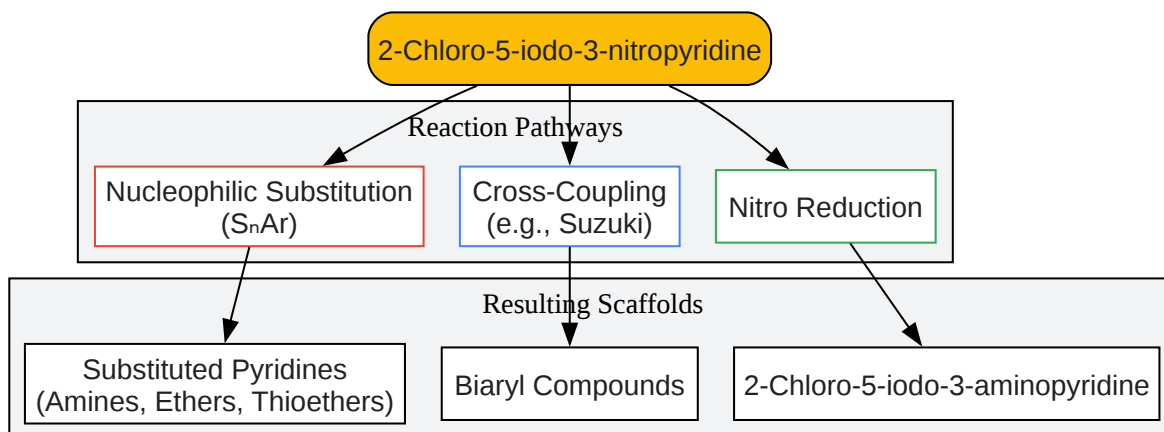 2-Chloro-5-iodo-3-nitropyridine
Reaction Pathways
Nucleophilic Substitution
(SₙAr)
Cross-Coupling
(e.g., Suzuki)
Nitro Reduction
Resulting Scaffolds
Substituted Pyridines
(Amines, Ethers, Thioethers)
Biaryl Compounds
2-Chloro-5-iodo-3-aminopyridine